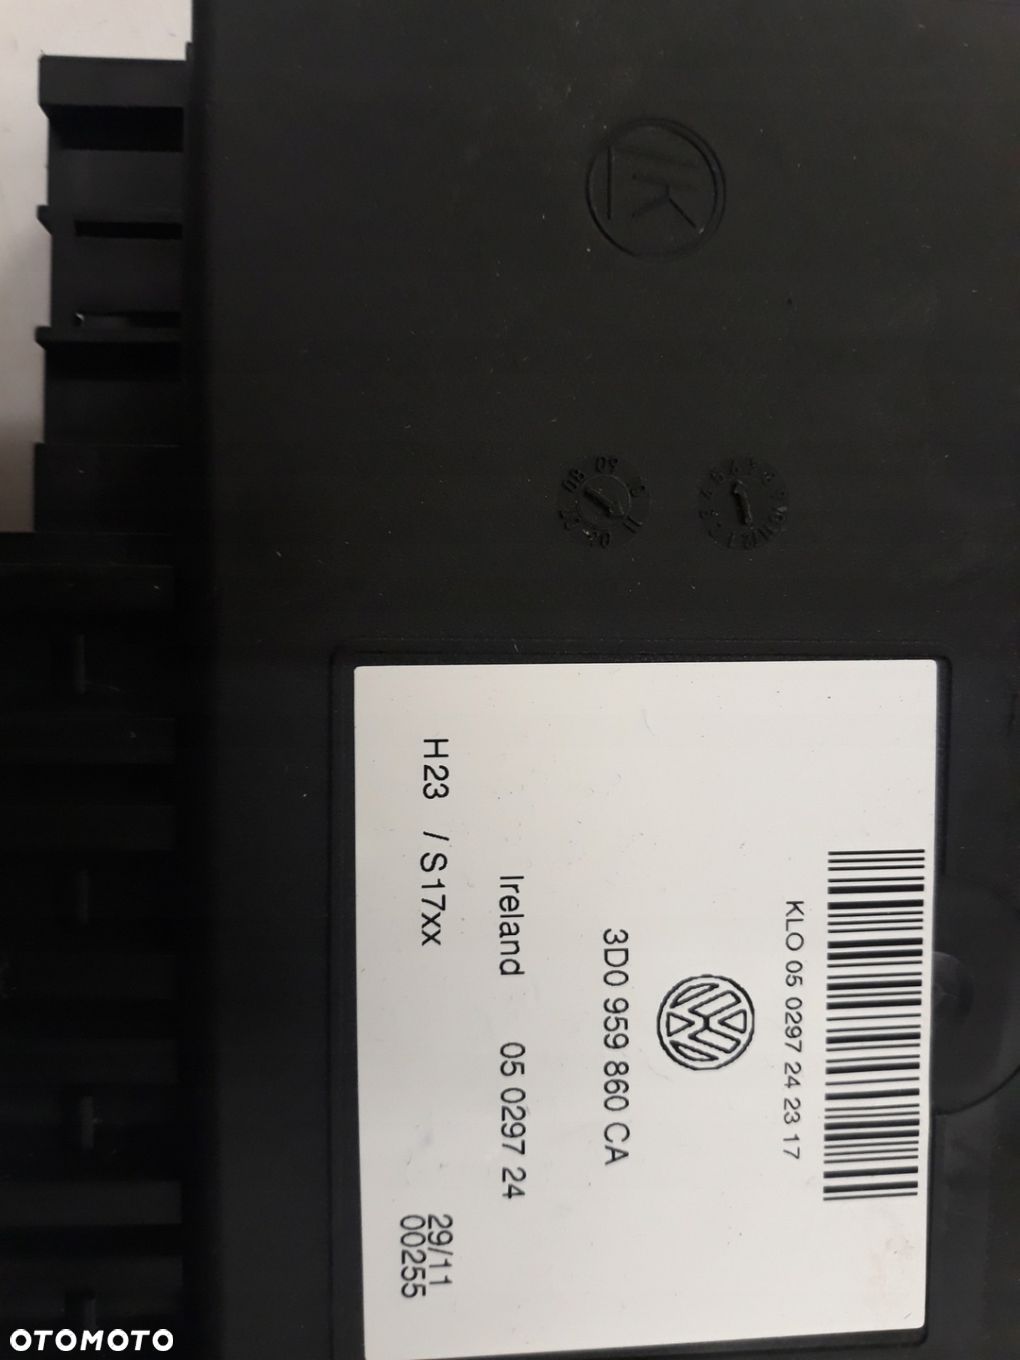 KLO 05 0297 24 23 17
3D0 959 860 CA
Ireland 05 0297 24
H23 / S17xx
29/11
00255
OTOMOTO